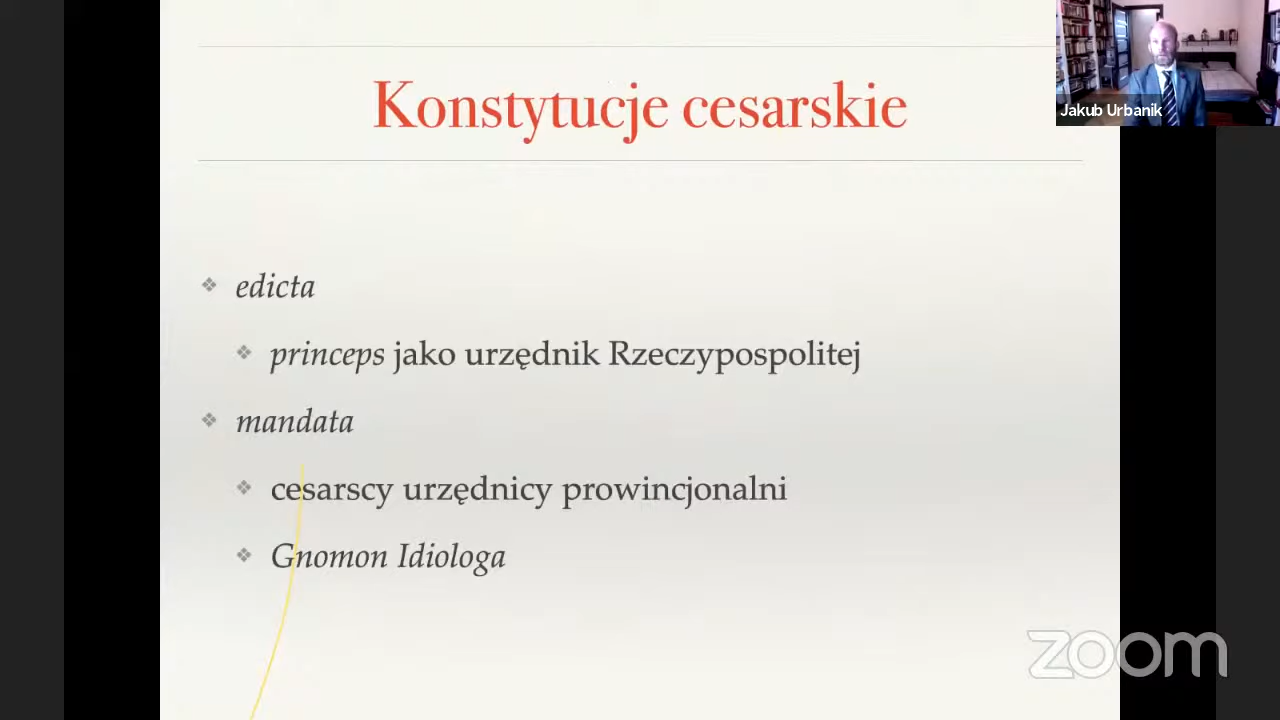 Konstytucje cesarskie
Jakub Urbanik
edicta
princeps jako urzędnik Rzeczypospolitej
mandata
cesarscy urzędnicy prowincjonalni
Gnomon Idiologa
zoom